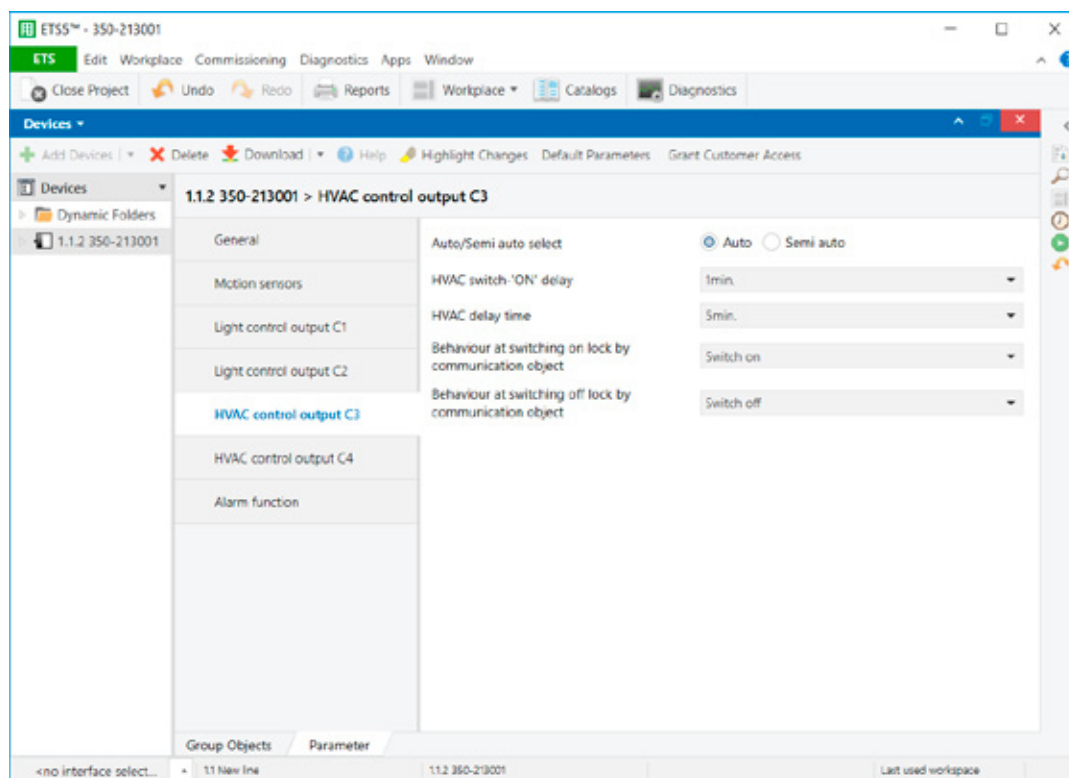 ETS5™ - 350-213001
ETS Edit Workplace Commissioning Diagnostics Apps Window
Close Project Undo Redo Reports Workplace Catalogs Diagnostics
Devices
Add Devices Delete Download Help Highlight Changes Default Parameters Grant Customer Access
Devices
Dynamic Folders
1.1.2 350-213001
1.1.2 350-213001 > HVAC control output C3
General
Motion sensors
Light control output C1
Light control output C2
HVAC control output C3
HVAC control output C4
Alarm function
Auto/Semi auto select Auto Semi auto
HVAC switch-'ON' delay 1min.
HVAC delay time 5min.
Behaviour at switching on lock by
communication object
Switch on
Behaviour at switching off lock by
communication object
Switch off
Group Objects Parameter
<no interface select... 1.1 New line 1.1.2 350-213001 Last used workspace